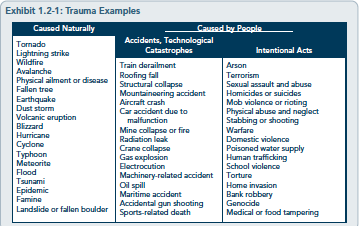 Exhibit 1.2-1: Trauma Examples
Caused Naturally
Caused by People
Accidents, Technological
Catastrophes
Intentional Acts
Tornado
Lightning strike
Wildfire
Avalanche
Physical ailment or disease
Fallen tree
Earthquake
Dust storm
Volcanic eruption
Blizzard
Hurricane
Cyclone
Typhoon
Meteorite
Flood
Tsunami
Epidemic
Famine
Landslide or fallen boulder
Train derailment
Roofing fall
Structural collapse
Mountaineering accident
Aircraft crash
Car accident due to
malfunction
Mine collapse or fire
Radiation leak
Crane collapse
Gas explosion
Electrocution
Machinery-related accident
Oil spill
Maritime accident
Accidental gun shooting
Sports-related death
Arson
Terrorism
Sexual assault and abuse
Homicides or suicides
Mob violence or rioting
Physical abuse and neglect
Stabbing or shooting
Warfare
Domestic violence
Poisoned water supply
Human trafficking
School violence
Torture
Home invasion
Bank robbery
Genocide
Medical or food tampering